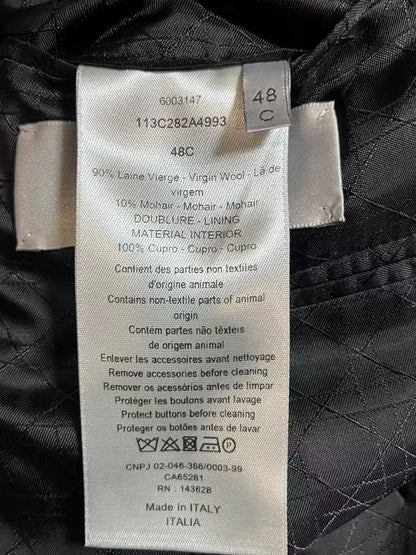 48
C
6003147
113C282A4993
48C
90% Laine Vierge - Virgin Wool - Lã de
virgem
10% Mohair - Mohair - Mohair
DOUBLURE - LINING
MATERIAL INTERIOR
100% Cupro - Cupro - Cupro
Contient des parties non textiles
d'origine animale
Contains non-textile parts of animal
origin
Contém partes não têxteis
de origem animal
Enlever les accessoires avant nettoyage
Remove accessories before cleaning
Remover os acessórios antes de limpar
Protéger les boutons avant lavage
Protect buttons before cleaning
Proteger os botões antes da lavar
CNPJ 02-046-366/0003-99
CA65281
RN : 143628
Made In ITALY
ITALIA